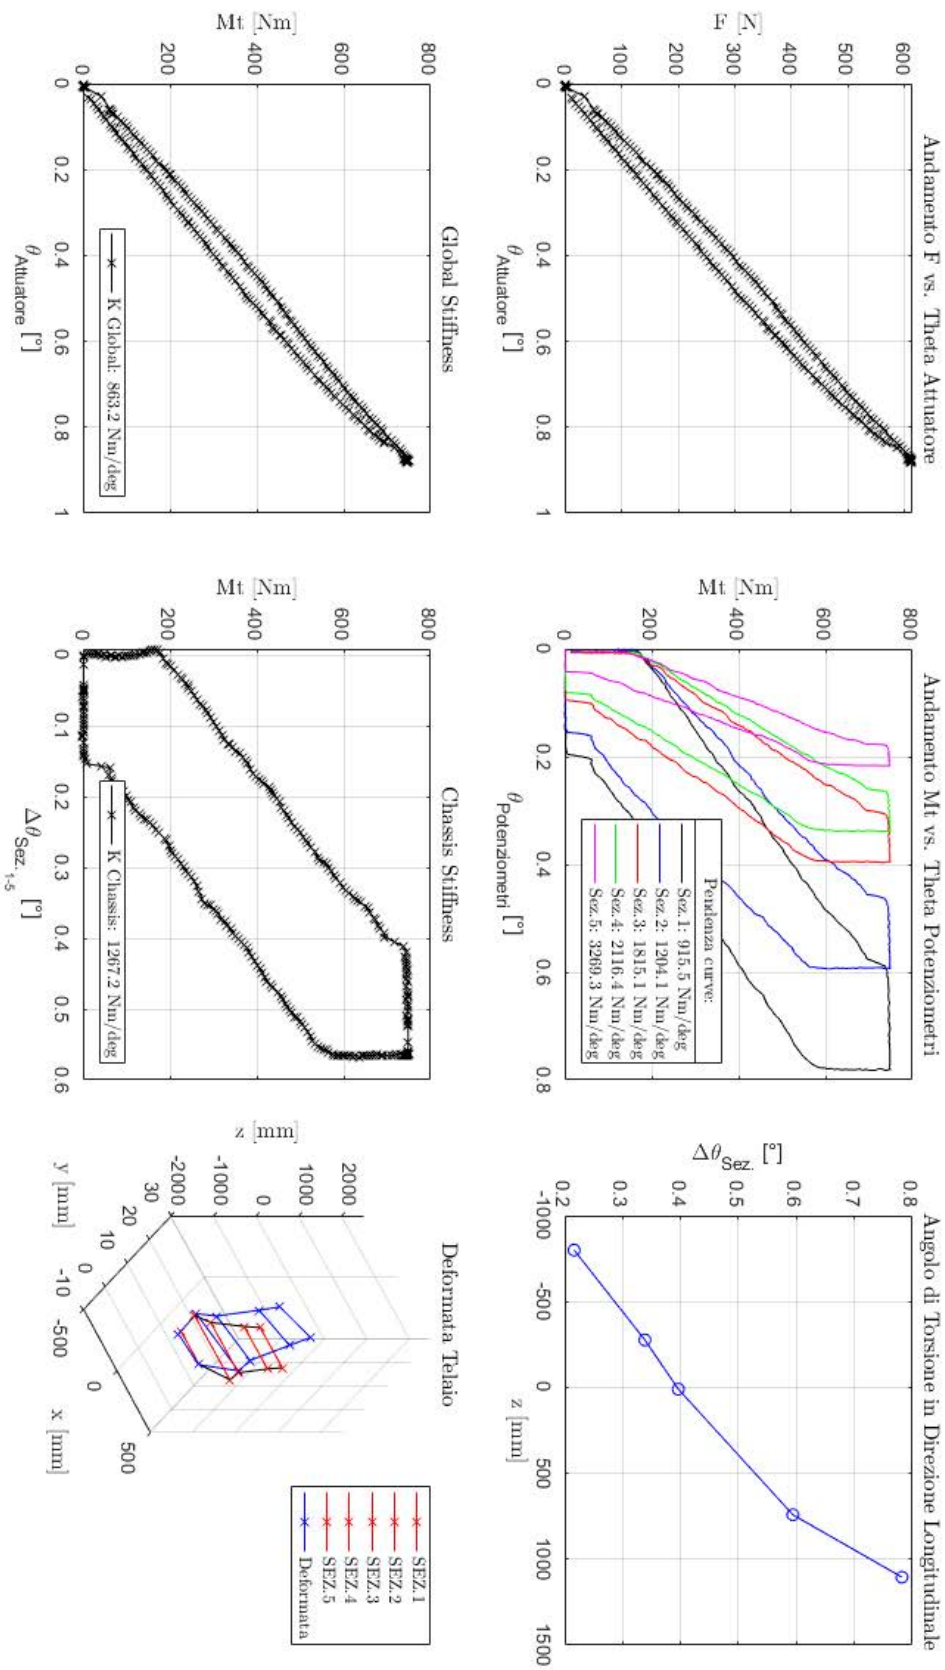 Andamento F vs. Theta Attuatore
F [N]
600
500
400
300
200
100
0
0 0.2 0.4 0.6 0.8 1
θ Attuatore [°]
Andamento Mt vs. Theta Potenziometri
Mt [Nm]
800
600
400
200
0
0 0.2 0.4 0.6 0.8
θ Potenziometri [°]
Pendenza curve:
Sez.1: 915.5 Nm/deg
Sez.2: 1204.1 Nm/deg
Sez.3: 1815.1 Nm/deg
Sez.4: 2116.4 Nm/deg
Sez.5: 3269.3 Nm/deg
Angolo di Torsione in Direzione Longitudinale
Δθ Sez. [°]
0.8
0.7
0.6
0.5
0.4
0.3
0.2
-1000 -500 0 500 1000 1500
z [mm]
Global Stiffness
Mt [Nm]
800
600
400
200
0
0 0.2 0.4 0.6 0.8 1
θ Attuatore [°]
K Global: 863.2 Nm/deg
Chassis Stiffness
Mt [Nm]
800
600
400
200
0
0 0.1 0.2 0.3 0.4 0.5 0.6
Δθ Sez. 1-5 [°]
K Chassis: 1267.2 Nm/deg
Deformata Telaio
z [mm]
2000
1000
0
-1000
-2000
30 20 10 0 -10
y [mm]
-500 0 500
x [mm]
SEZ.1
SEZ.2
SEZ.3
SEZ.4
SEZ.5
Deformata